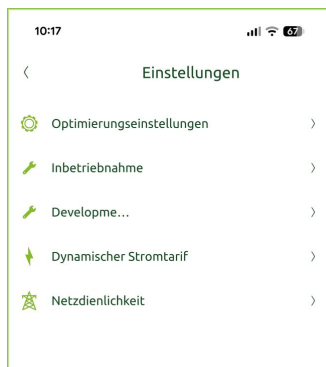 10:17
67
Einstellungen
Optimierungseinstellungen
Inbetriebnahme
Developme…
Dynamischer Stromtarif
Netzdienlichkeit